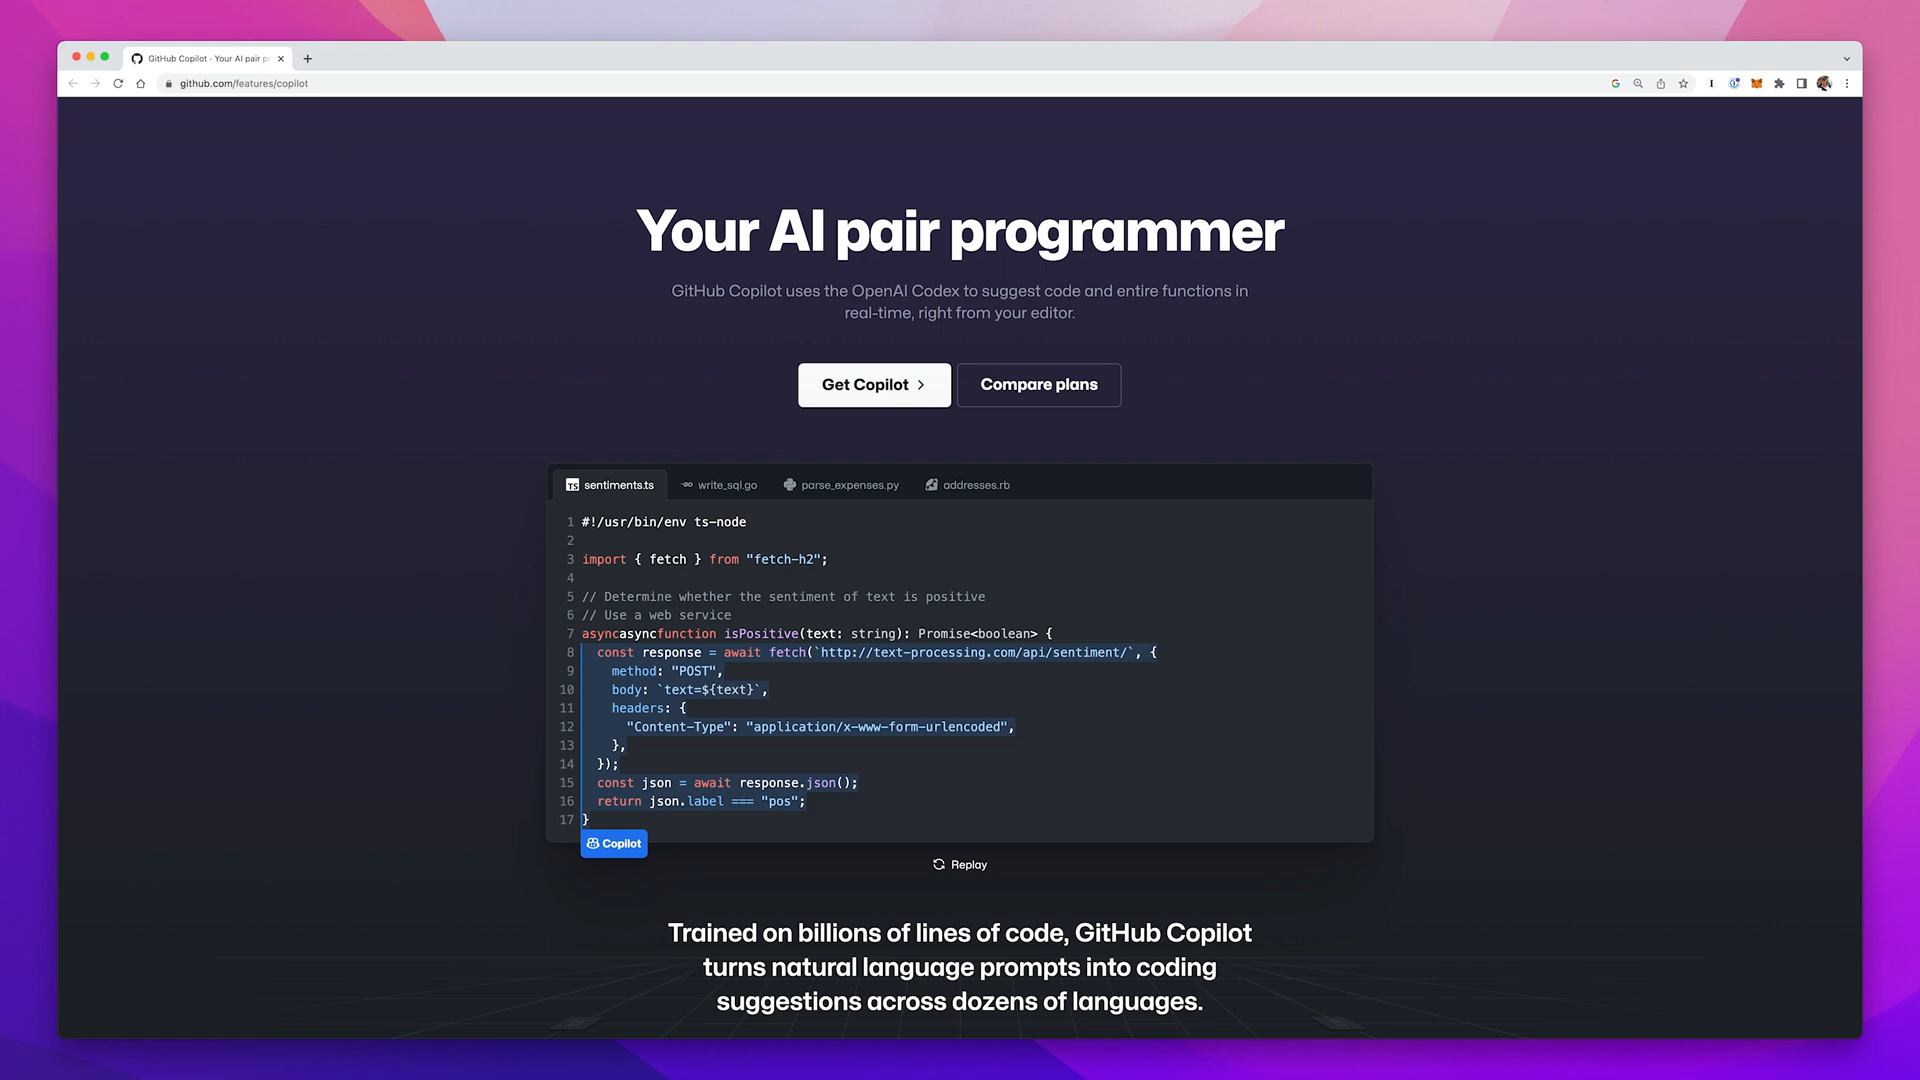 GitHub Copilot · Your AI pair pr
github.com/features/copilot
Your AI pair programmer
GitHub Copilot uses the OpenAI Codex to suggest code and entire functions in
real-time, right from your editor.
Get Copilot
Compare plans
TS sentiments.ts
write_sql.go
parse_expenses.py
addresses.rb
1 #!/usr/bin/env ts-node
2
3 import { fetch } from "fetch-h2";
4
5 // Determine whether the sentiment of text is positive
6 // Use a web service
7 asyncasyncfunction isPositive(text: string): Promise<boolean> {
8 const response = await fetch(`http://text-processing.com/api/sentiment/`, {
9 method: "POST",
10 body: `text=${text}`,
11 headers: {
12 "Content-Type": "application/x-www-form-urlencoded",
13 },
14 });
15 const json = await response.json();
16 return json.label === "pos";
17 }
Copilot
Replay
Trained on billions of lines of code, GitHub Copilot
turns natural language prompts into coding
suggestions across dozens of languages.